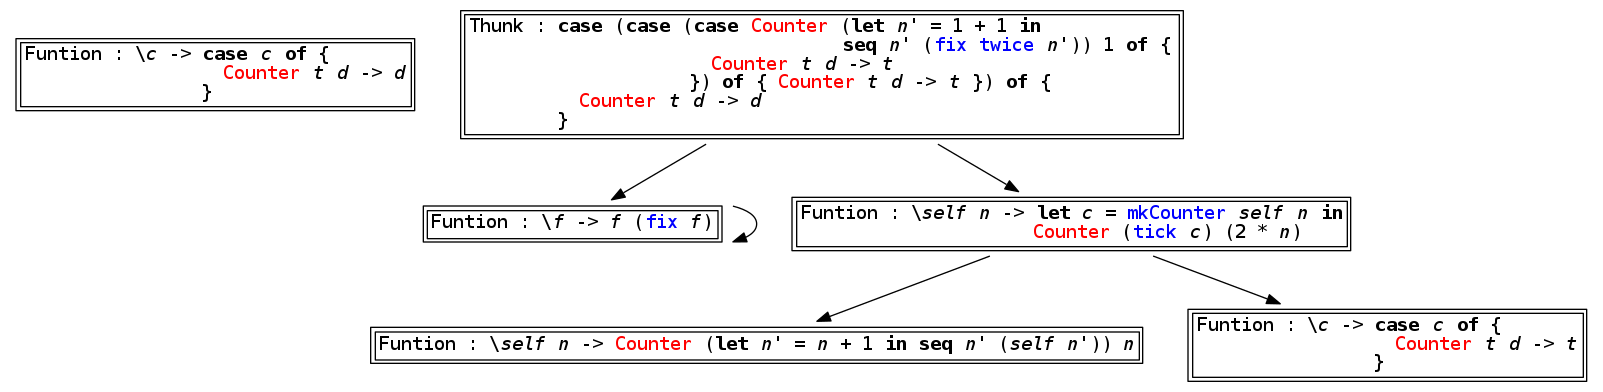 Funtion : \c -> case c of {
Counter t d -> d
}
Thunk : case (case (case Counter (let n' = 1 + 1 in
seq n' (fix twice n')) 1 of {
Counter t d -> t
}) of { Counter t d -> t }) of {
Counter t d -> d
}
Funtion : \f -> f (fix f)
Funtion : \self n -> let c = mkCounter self n in
Counter (tick c) (2 * n)
Funtion : \self n -> Counter (let n' = n + 1 in seq n' (self n')) n
Funtion : \c -> case c of {
Counter t d -> t
}